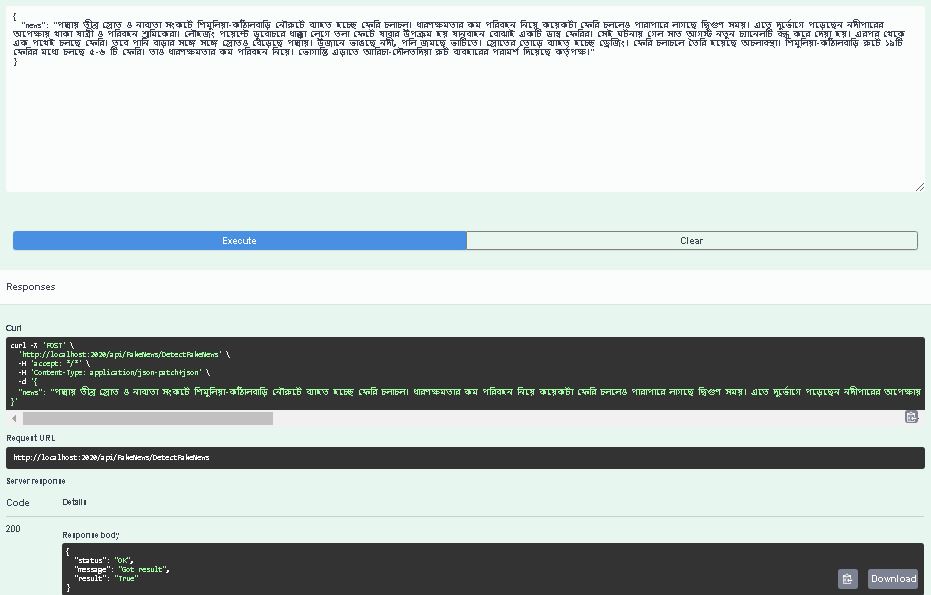 {
"news": "পদ্মায় তীব্র স্রোত ও নাব্যতা সংকটে শিমুলিয়া-কাঠালবাড়ি নৌরুটে ব্যাহত হচ্ছে ফেরি চলাচল। ধারণক্ষমতার কম পরিবহন নিয়ে কয়েকটা ফেরি চললেও পারাপারে লাগছে দ্বিগুণ সময়। এতে দুর্ভোগে পড়েছেন নদীপারের
অপেক্ষায় থাকা যাত্রী ও পরিবহন শ্রমিকেরা। লৌহজং পয়েন্টে ডুবোচরে ধাক্কা লেগে তলা ফেটে যাবার উপক্রম হয় যানবাহন বোঝাই একটি ডাম্ব ফেরির। সেই ঘটনায় গেল সাত আগস্ট নতুন চ্যানেলটি বন্ধ করে দেয়া হয়। এরপর থেকে
এক পথেই চলছে ফেরি। তবে পানি বাড়ার সঙ্গে সঙ্গে স্রোতও বেড়েছে পদ্মায়। উজানে ভাঙছে নদী, পলি জমছে ভাটিতে। স্রোতের তোড়ে ব্যাহত হচ্ছে ড্রেজিং। ফেরি চলাচলে তৈরি হয়েছে অচলাবস্থা। শিমুলিয়া-কাঠালবাড়ি রুটে ১৯টি
ফেরির মধ্যে চলছে ৫-৬ টি ফেরি। তাও ধারণক্ষমতার কম পরিবহন নিয়ে। ভোগান্তি এড়াতে আরিচা-দৌলতদিয়া রুট ব্যবহারের পরামর্শ দিয়েছে কর্তৃপক্ষ।"
}
Execute
Clear
Responses
Curl
curl -X 'POST' \
'http://localhost:2020/api/FakeNews/DetectFakeNews' \
-H 'accept: */*' \
-H 'Content-Type: application/json-patch+json' \
-d '{
"news": "পদ্মায় তীব্র স্রোত ও নাব্যতা সংকটে শিমুলিয়া-কাঠালবাড়ি নৌরুটে ব্যাহত হচ্ছে ফেরি চলাচল। ধারণক্ষমতার কম পরিবহন নিয়ে কয়েকটা ফেরি চললেও পারাপারে লাগছে দ্বিগুণ সময়। এতে দুর্ভোগে পড়েছেন নদীপারের অপেক্ষায়
}'
Request URL
http://localhost:2020/api/FakeNews/DetectFakeNews
Server response
Code Details
200
Response body
{
"status": "OK",
"message": "Got result",
"result": "True"
}
Download